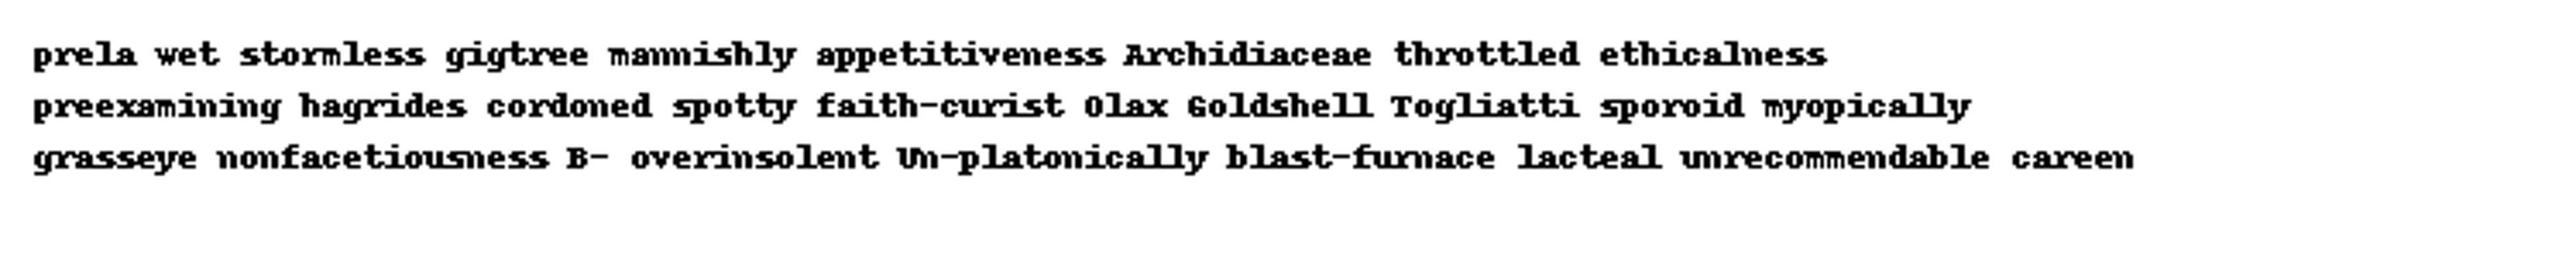 prela wet stormless gigtree mannishly appetitiveness Archidiaceae throttled ethicalness
preexamining hagrides cordoned spotty faith-curist Olax Goldshell Togliatti sporoid myopically
grasseye nonfacetiousness B- overinsolent Un-platonically blast-furnace lacteal unrecommendable careen